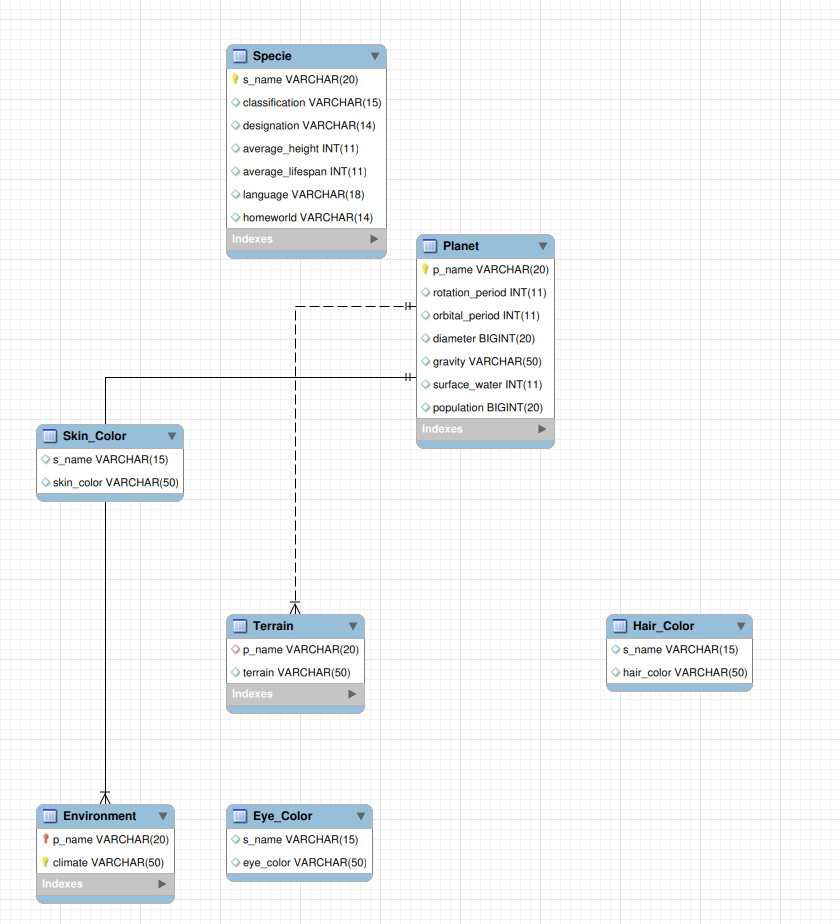 Specie
s_name VARCHAR(20)
classification VARCHAR(15)
designation VARCHAR(14)
average_height INT(11)
average_lifespan INT(11)
language VARCHAR(18)
homeworld VARCHAR(14)
Indexes
Planet
p_name VARCHAR(20)
rotation_period INT(11)
orbital_period INT(11)
diameter BIGINT(20)
gravity VARCHAR(50)
surface_water INT(11)
population BIGINT(20)
Indexes
Skin_Color
s_name VARCHAR(15)
skin_color VARCHAR(50)
Terrain
p_name VARCHAR(20)
terrain VARCHAR(50)
Indexes
Hair_Color
s_name VARCHAR(15)
hair_color VARCHAR(50)
Environment
p_name VARCHAR(20)
climate VARCHAR(50)
Indexes
Eye_Color
s_name VARCHAR(15)
eye_color VARCHAR(50)